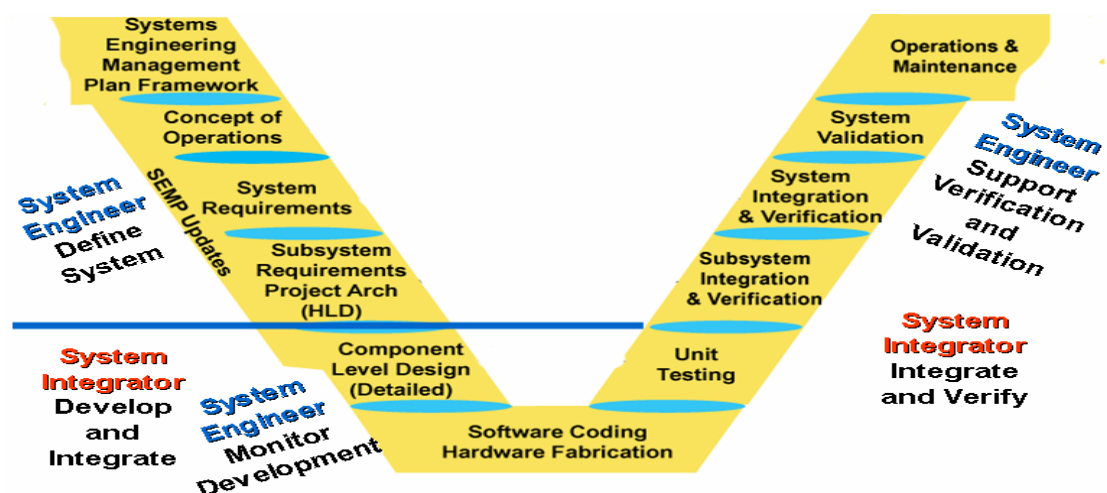 Systems
Engineering
Management
Plan Framework
Concept of
Operations
SEMP Updates
System
Requirements
Subsystem
Requirements
Project Arch
(HLD)
Component
Level Design
(Detailed)
Software Coding
Hardware Fabrication
Unit
Testing
Subsystem
Integration
& Verification
System
Integration
& Verification
System
Validation
Operations &
Maintenance
System
Engineer
Define
System
System
Integrator
Develop
and
Integrate
System
Engineer
Monitor
Development
System
Engineer
Support
Verification
and
Validation
System
Integrator
Integrate
and Verify